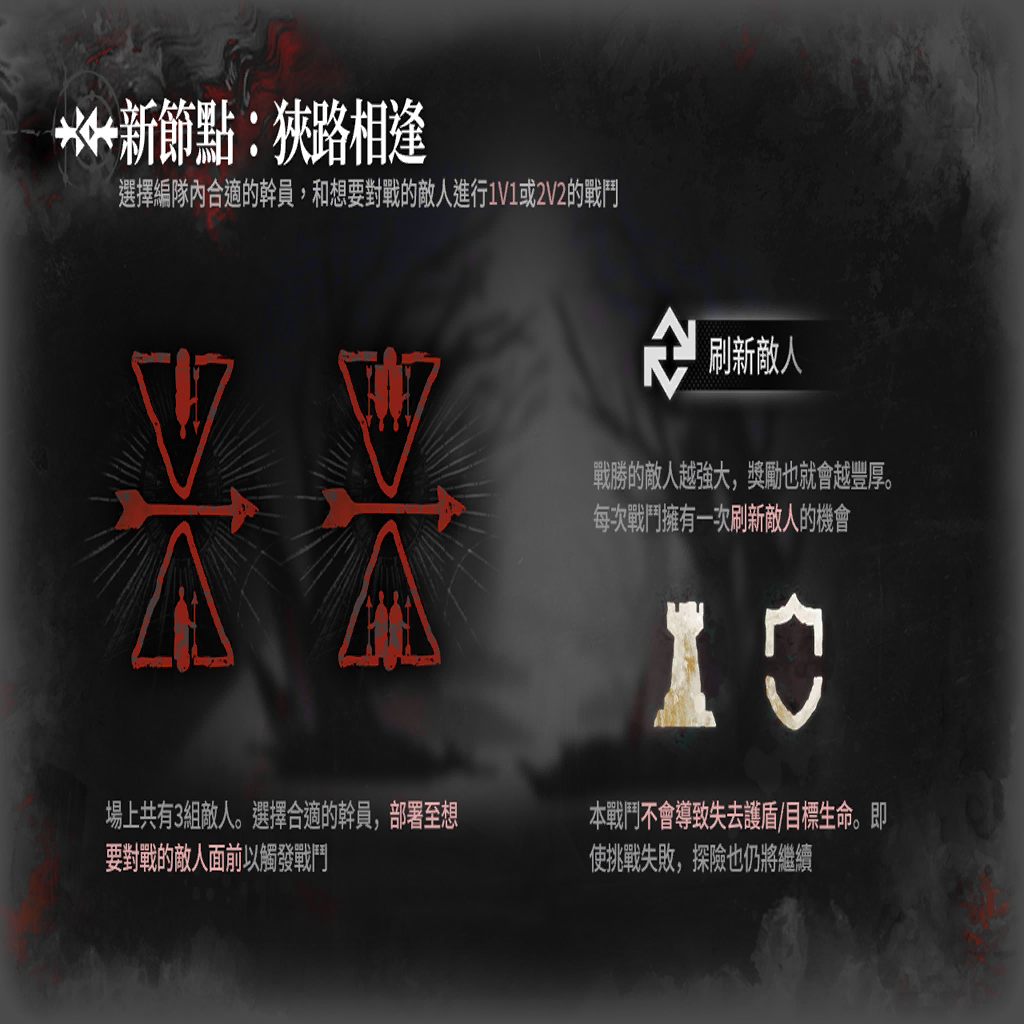 新節點：狹路相逢
選擇編隊內合適的幹員，和想要對戰的敵人進行1V1或2V2的戰鬥
刷新敵人
戰勝的敵人越強大，獎勵也就會越豐厚。
每次戰鬥擁有一次刷新敵人的機會
場上共有3組敵人。選擇合適的幹員，部署至想
要對戰的敵人面前以觸發戰鬥
本戰鬥不會導致失去護盾/目標生命。即
使挑戰失敗，探險也仍將繼續